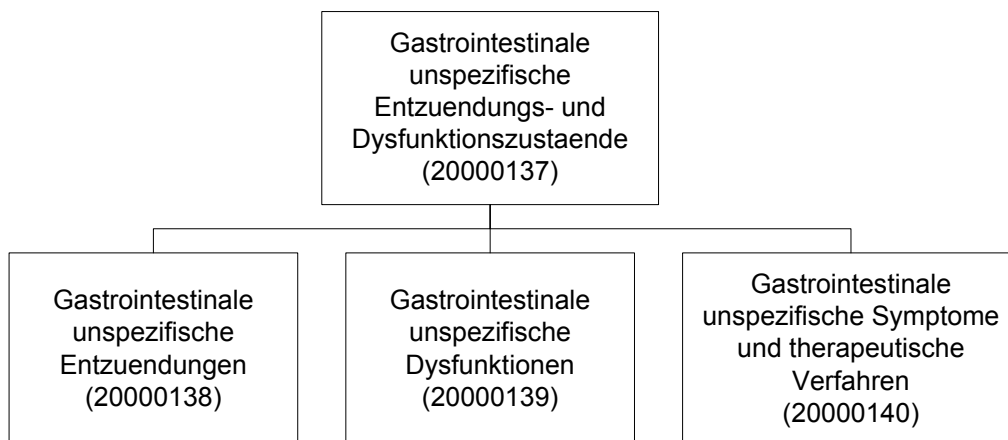 Gastrointestinale
unspezifische
Entzuendungs- und
Dysfunktionszustaende
(20000137)
Gastrointestinale
unspezifische
Entzuendungen
(20000138)
Gastrointestinale
unspezifische
Dysfunktionen
(20000139)
Gastrointestinale
unspezifische Symptome
und therapeutische
Verfahren
(20000140)